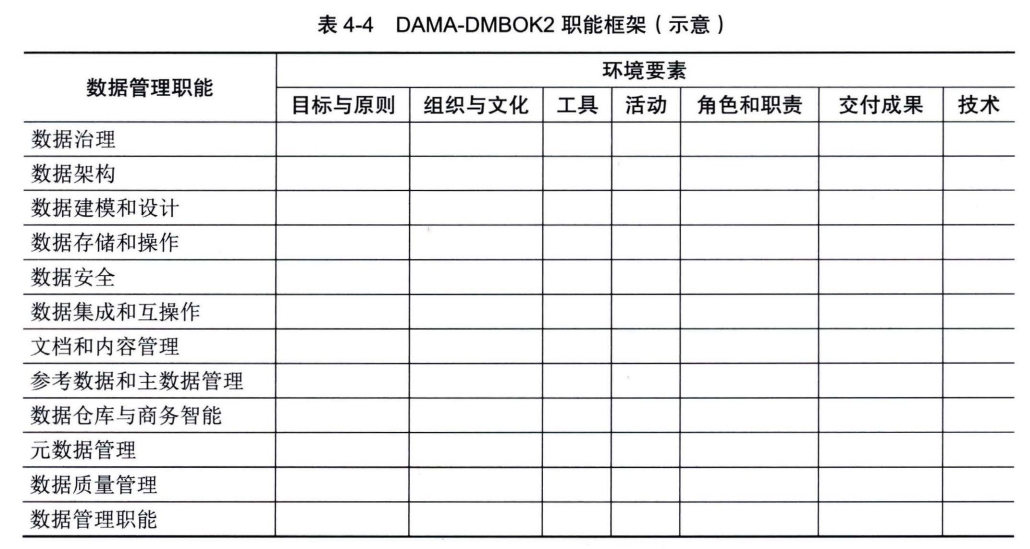 表 4-4 DAMA-DMBOK2 职能框架（示意）
数据管理职能 环境要素
目标与原则 组织与文化 工具 活动 角色和职责 交付成果 技术
数据治理
数据架构
数据建模和设计
数据存储和操作
数据安全
数据集成和互操作
文档和内容管理
参考数据和主数据管理
数据仓库与商务智能
元数据管理
数据质量管理
数据管理职能